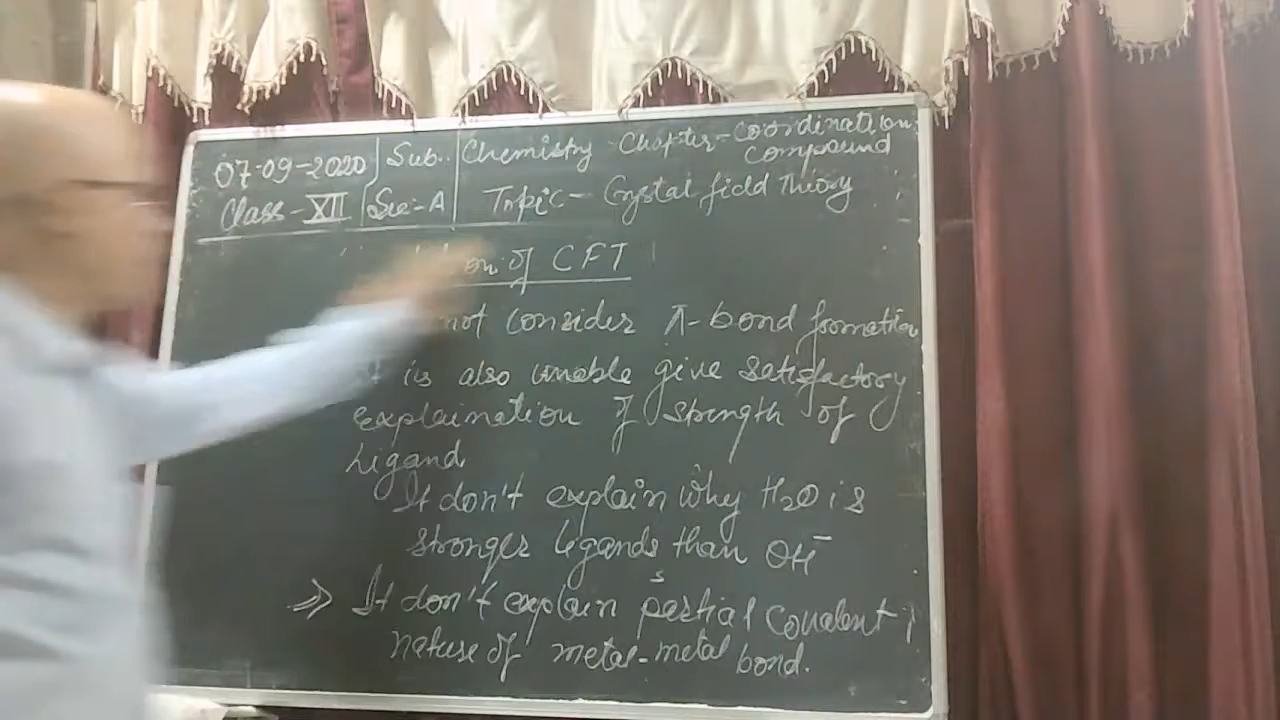 07-09-2020 Sub.. Chemistry Chapter-Coordination
compound
Class-XII Sec-A Topic- Crystal field Theory
of CFT
not consider π-bond formation
is also unable give satisfactory
explaination of strength of
Ligand.
It don't explain why H₂O is
stronger ligands than OH⁻
⇒ It don't explain partial covalent
nature of metal-metal bond.